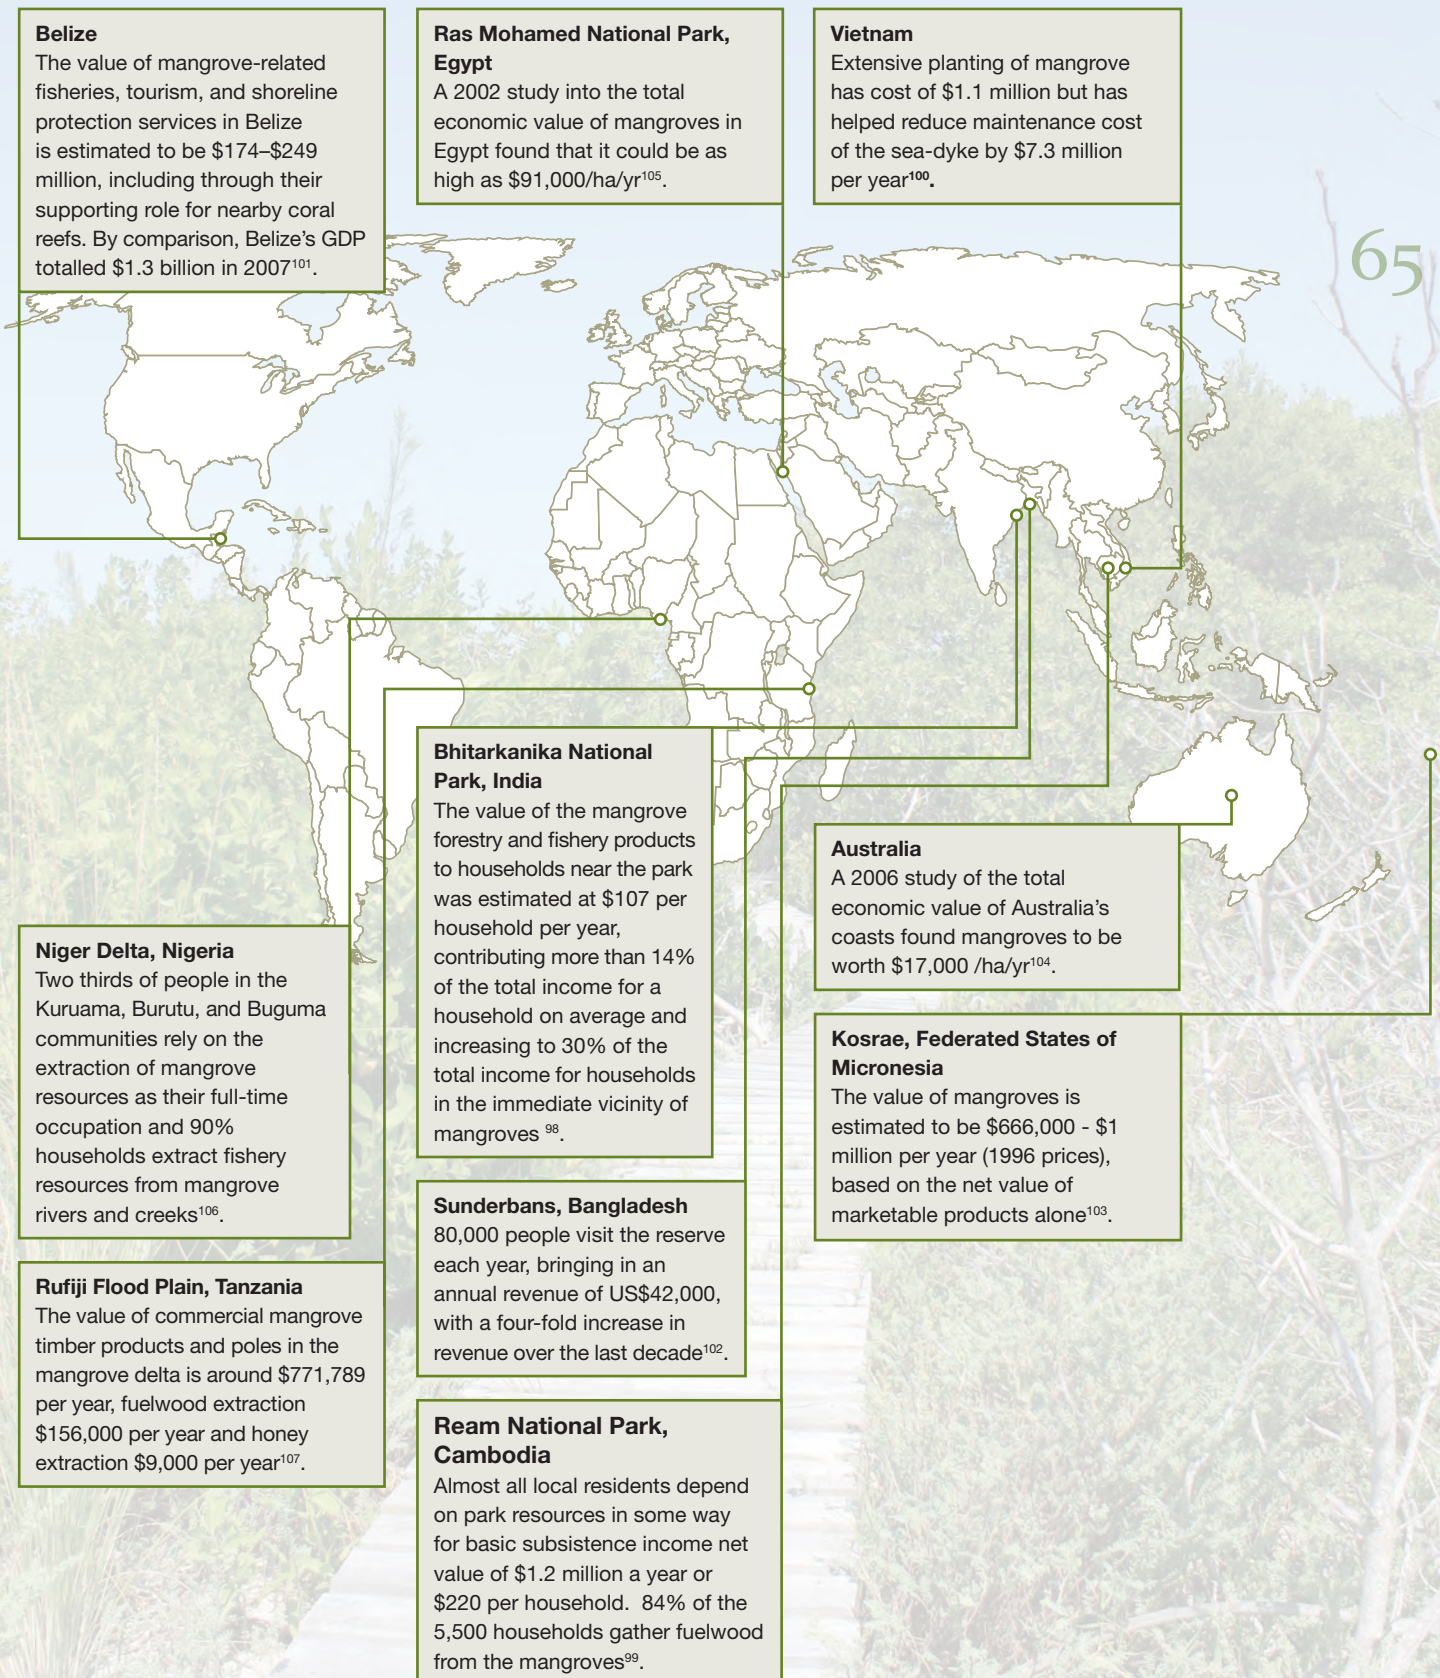 Belize
The value of mangrove-related
fisheries, tourism, and shoreline
protection services in Belize
is estimated to be $174–$249
million, including through their
supporting role for nearby coral
reefs. By comparison, Belize’s GDP
totalled $1.3 billion in 2007101.
Ras Mohamed National Park,
Egypt
A 2002 study into the total
economic value of mangroves in
Egypt found that it could be as
high as $91,000/ha/yr105.
Vietnam
Extensive planting of mangrove
has cost of $1.1 million but has
helped reduce maintenance cost
of the sea-dyke by $7.3 million
per year100.
65
Niger Delta, Nigeria
Two thirds of people in the
Kuruama, Burutu, and Buguma
communities rely on the
extraction of mangrove
resources as their full-time
occupation and 90%
households extract fishery
resources from mangrove
rivers and creeks106.
Rufiji Flood Plain, Tanzania
The value of commercial mangrove
timber products and poles in the
mangrove delta is around $771,789
per year, fuelwood extraction
$156,000 per year and honey
extraction $9,000 per year107.
Bhitarkanika National
Park, India
The value of the mangrove
forestry and fishery products
to households near the park
was estimated at $107 per
household per year,
contributing more than 14%
of the total income for a
household on average and
increasing to 30% of the
total income for households
in the immediate vicinity of
mangroves 98.
Sunderbans, Bangladesh
80,000 people visit the reserve
each year, bringing in an
annual revenue of US$42,000,
with a four-fold increase in
revenue over the last decade102.
Ream National Park,
Cambodia
Almost all local residents depend
on park resources in some way
for basic subsistence income net
value of $1.2 million a year or
$220 per household.  84% of the
5,500 households gather fuelwood
from the mangroves99.
Australia
A 2006 study of the total
economic value of Australia’s
coasts found mangroves to be
worth $17,000 /ha/yr104.
Kosrae, Federated States of
Micronesia
The value of mangroves is
estimated to be $666,000 - $1
million per year (1996 prices),
based on the net value of
marketable products alone103.